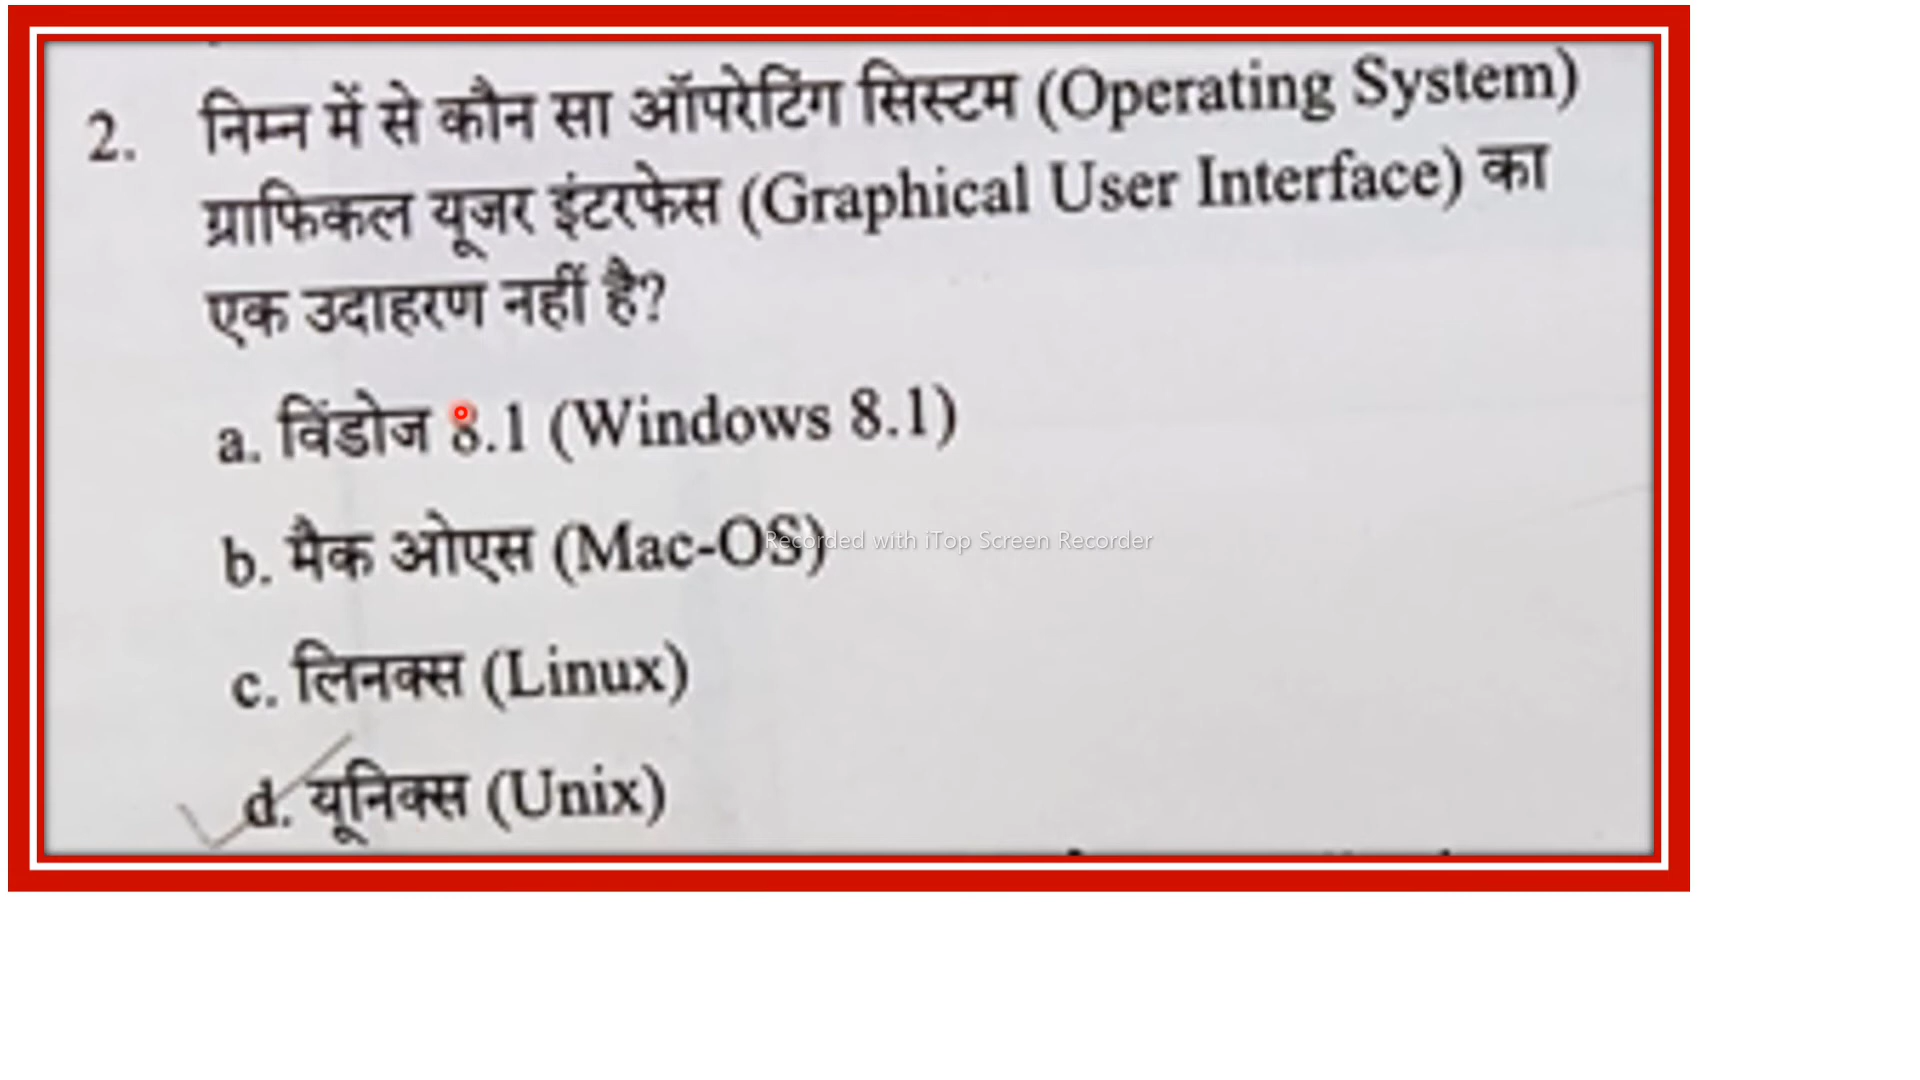 2. निम्न में से कौन सा ऑपरेटिंग सिस्टम (Operating System)
ग्राफिकल यूजर इंटरफेस (Graphical User Interface) का
एक उदाहरण नहीं है?
a. विंडोज 8.1 (Windows 8.1)
b. मैक ओएस (Mac-OS)
Recorded with iTop Screen Recorder
c. लिनक्स (Linux)
d. यूनिक्स (Unix)